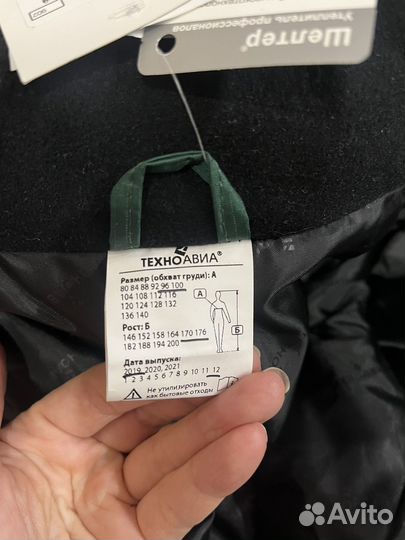 Шелтер®
Утеплитель профессионалов
ТЕХНОАВИА®
Размер (обхват груди): А
80 84 88 92 96 100
104 108 112 116
120 124 128 132
136 140
А
Б
Рост: Б
146 152 158 164 170 176
182 188 194 200
Дата выпуска:
2019, 2020, 2021
1 2 3 4 5 6 7 8 9 10 11 12
Не утилизировать
как бытовые отходы
Avito